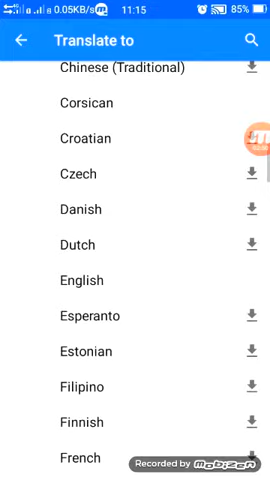 0.05KB/s 11:15 85%
Translate to
Chinese (Traditional)
Corsican
Croatian
Czech
Danish
Dutch
English
Esperanto
Estonian
Filipino
Finnish
French
Recorded by mobizen